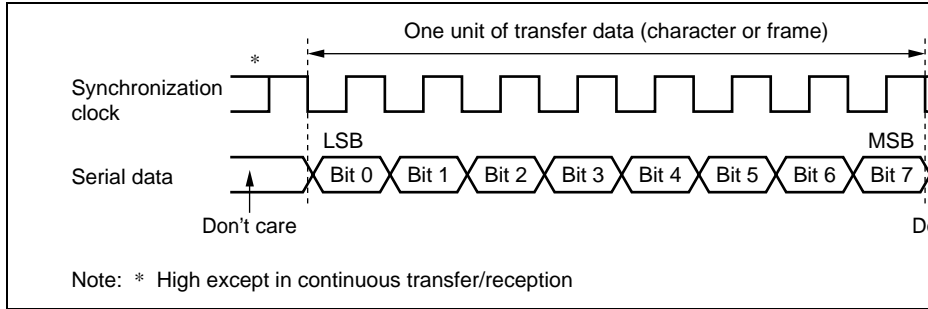 One unit of transfer data (character or frame)
*
Synchronization
clock
LSB
MSB
Serial data
Bit 0
Bit 1
Bit 2
Bit 3
Bit 4
Bit 5
Bit 6
Bit 7
Don't care
Note: * High except in continuous transfer/reception